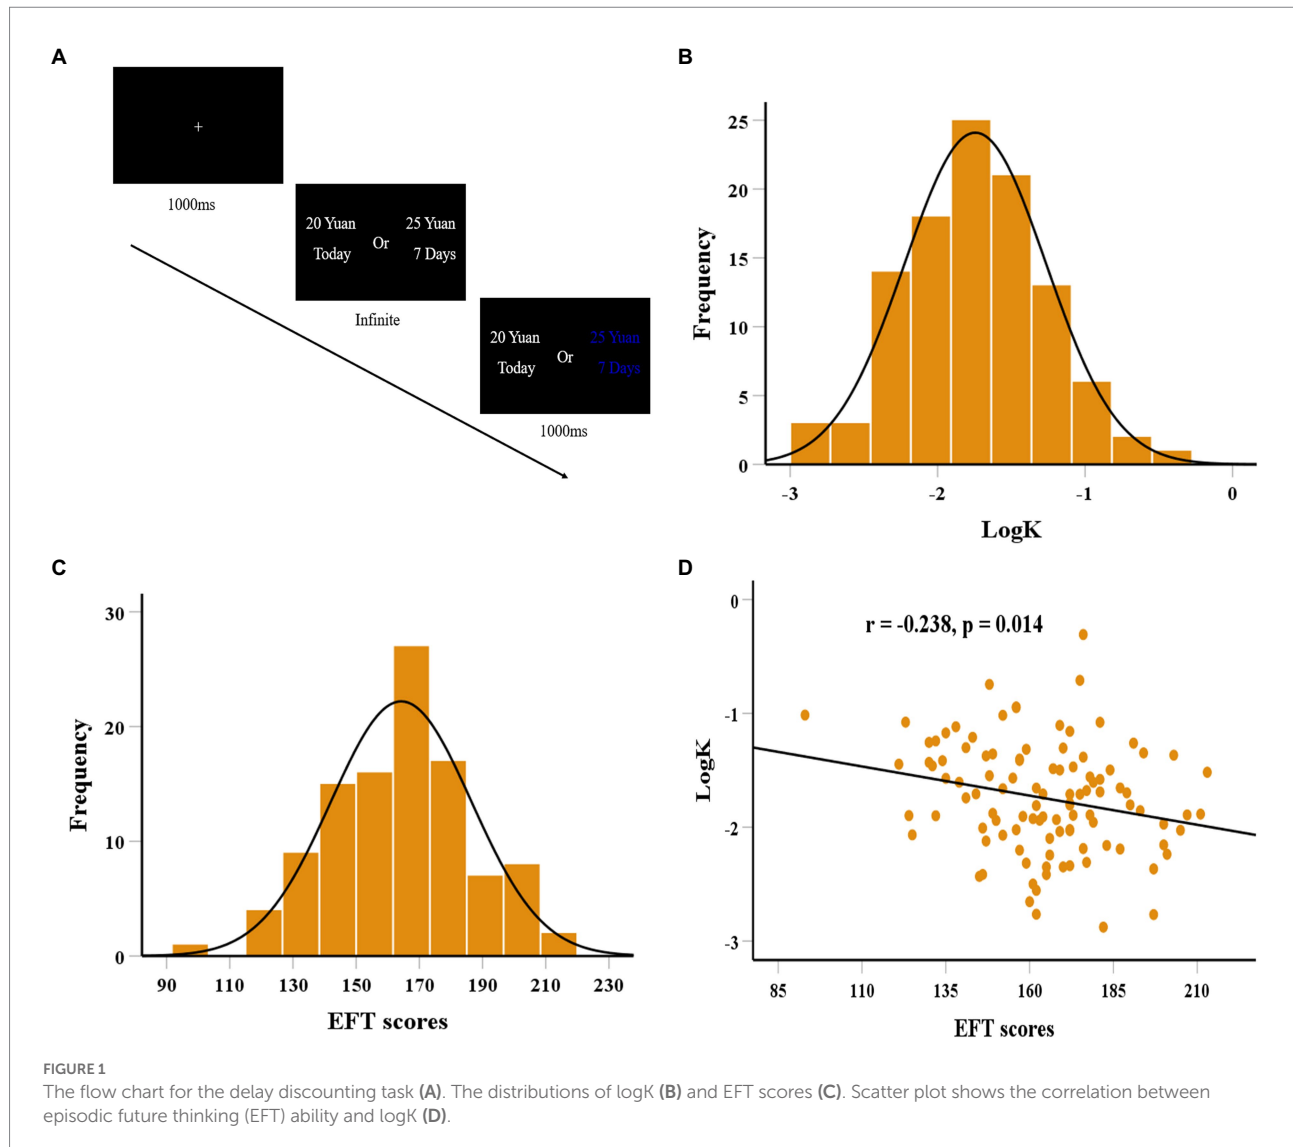 A
+
1000ms
20 Yuan
Today
Or
25 Yuan
7 Days
Infinite
20 Yuan
Today
Or
25 Yuan
7 Days
1000ms
B
Frequency
25
20
15
10
5
0
-3 -2 -1 0
LogK
C
Frequency
30
20
10
0
90 110 130 150 170 190 210 230
EFT scores
D
r = -0.238, p = 0.014
LogK
0
-1
-2
-3
85 110 135 160 185 210
EFT scores
FIGURE 1
The flow chart for the delay discounting task (A). The distributions of logK (B) and EFT scores (C). Scatter plot shows the correlation between
episodic future thinking (EFT) ability and logK (D).